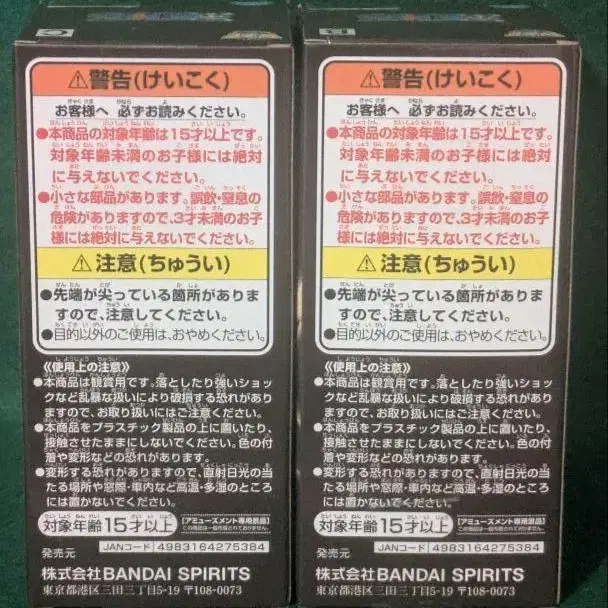 ⚠警告(けいこく)
お客様へ 必ずお読みください。
●本商品の対象年齢は15才以上です。
対象年齢未満のお子様には絶対
に与えないでください。
●小さな部品があります。誤飲・窒息の
危険がありますので、3才未満のお子
様には絶対に与えないでください。
⚠注意(ちゅうい)
●先端が尖っている箇所がありま
すので、注意してください。
●目的以外のご使用は、おやめください。
《使用上の注意》
●本商品は観賞用です。落としたり強いショッ
クなど乱暴な扱いにより破損する恐れがあり
ますので、お取り扱いにはご注意ください。
●本商品をプラスチック製品の上に置いたり、
接触させたままにしないでください。色の付
着や変形などの恐れがあります。
●変形する恐れがありますので、直射日光の当
たる場所や窓際・車内など高温・多湿のところ
には置かないでください。
対象年齢15才以上
【アミューズメント専用景品】
この商品は一般市販されておりません。
発売元
JANコード 4983164275384
株式会社BANDAI SPIRITS
東京都港区三田三丁目5-19 〒108-0073
⚠警告(けいこく)
お客様へ 必ずお読みください。
●本商品の対象年齢は15才以上です。
対象年齢未満のお子様には絶対
に与えないでください。
●小さな部品があります。誤飲・窒息の
危険がありますので、3才未満のお子
様には絶対に与えないでください。
⚠注意(ちゅうい)
●先端が尖っている箇所がありま
すので、注意してください。
●目的以外のご使用は、おやめください。
《使用上の注意》
●本商品は観賞用です。落としたり強いショッ
クなど乱暴な扱いにより破損する恐れがあり
ますので、お取り扱いにはご注意ください。
●本商品をプラスチック製品の上に置いたり、
接触させたままにしないでください。色の付
着や変形などの恐れがあります。
●変形する恐れがありますので、直射日光の当
たる場所や窓際・車内など高温・多湿のところ
には置かないでください。
対象年齢15才以上
【アミューズメント専用景品】
この商品は一般市販されておりません。
発売元
JANコード 4983164275384
株式会社BANDAI SPIRITS
東京都港区三田三丁目5-19 〒108-0073